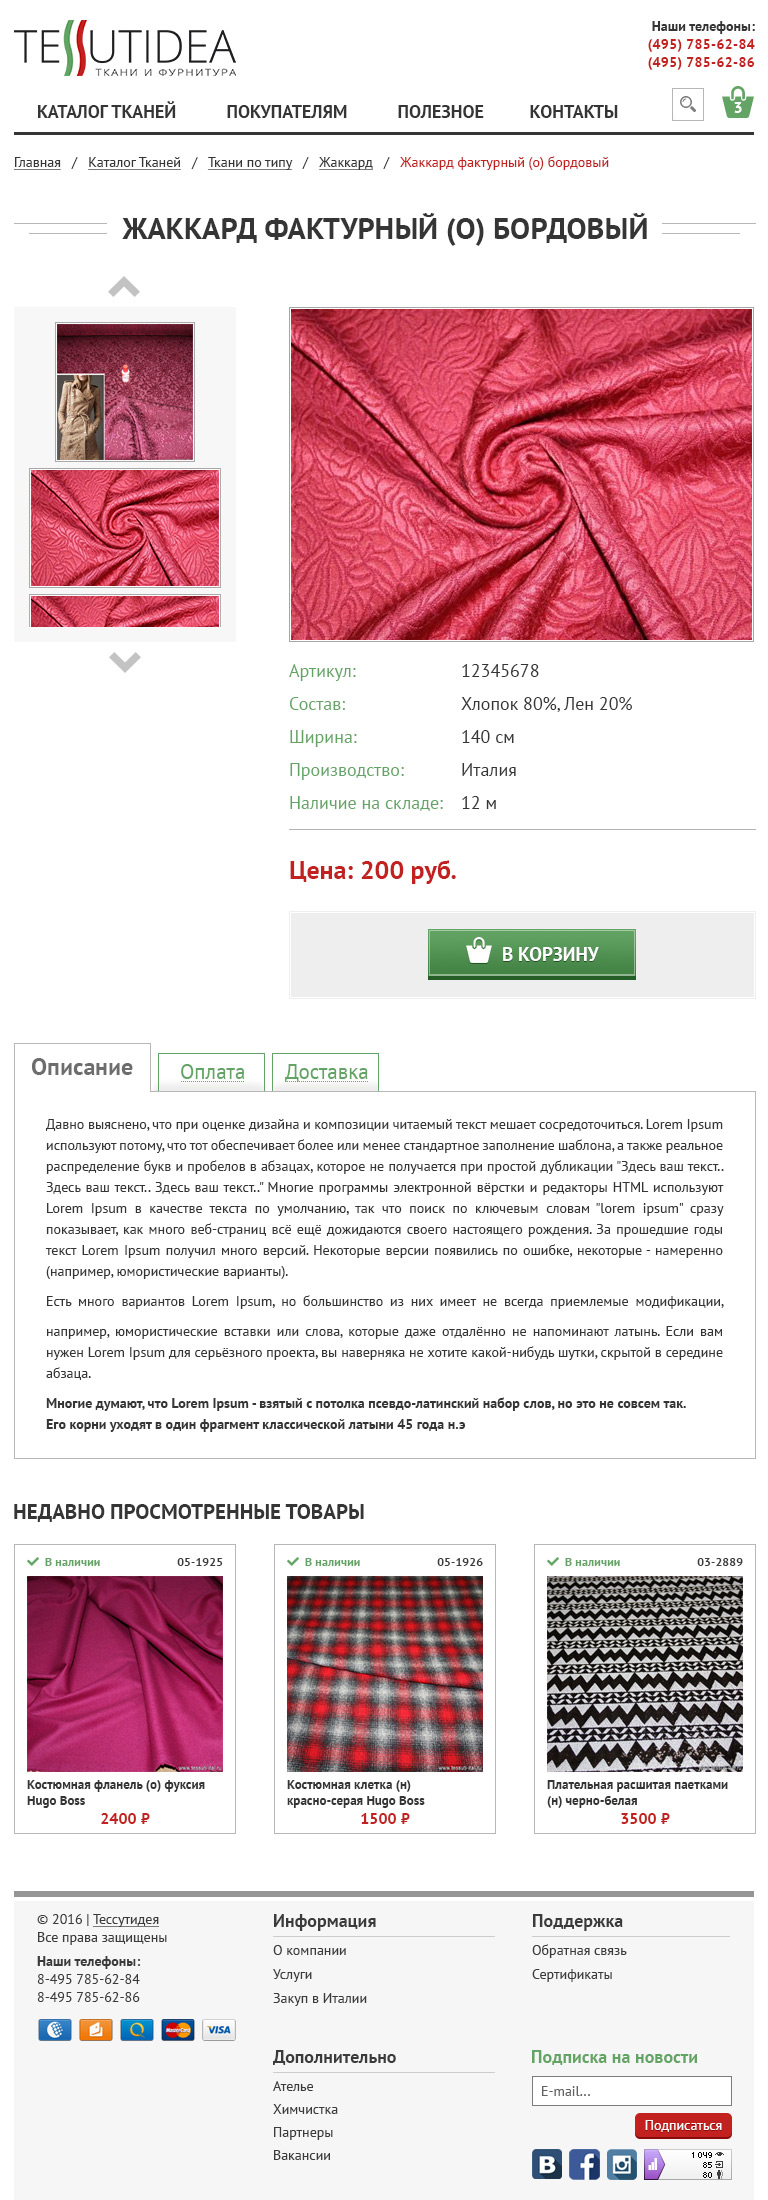 TESSUTIDEA
ТКАНИ И ФУРНИТУРА
Наши телефоны:
(495) 785-62-84
(495) 785-62-86
КАТАЛОГ ТКАНЕЙ ПОКУПАТЕЛЯМ ПОЛЕЗНОЕ КОНТАКТЫ 3
Главная / Каталог Тканей / Ткани по типу / Жаккард / Жаккард фактурный (о) бордовый
ЖАККАРД ФАКТУРНЫЙ (О) БОРДОВЫЙ
Артикул: 12345678
Состав: Хлопок 80%, Лен 20%
Ширина: 140 см
Производство: Италия
Наличие на складе: 12 м
Цена: 200 руб.
В КОРЗИНУ
Описание Оплата Доставка
Давно выяснено, что при оценке дизайна и композиции читаемый текст мешает сосредоточиться. Lorem Ipsum
используют потому, что тот обеспечивает более или менее стандартное заполнение шаблона, а также реальное
распределение букв и пробелов в абзацах, которое не получается при простой дубликации "Здесь ваш текст..
Здесь ваш текст.. Здесь ваш текст.." Многие программы электронной вёрстки и редакторы HTML используют
Lorem Ipsum в качестве текста по умолчанию, так что поиск по ключевым словам "lorem ipsum" сразу
показывает, как много веб-страниц всё ещё дожидаются своего настоящего рождения. За прошедшие годы
текст Lorem Ipsum получил много версий. Некоторые версии появились по ошибке, некоторые - намеренно
(например, юмористические варианты).
Есть много вариантов Lorem Ipsum, но большинство из них имеет не всегда приемлемые модификации,
например, юмористические вставки или слова, которые даже отдалённо не напоминают латынь. Если вам
нужен Lorem Ipsum для серьёзного проекта, вы наверняка не хотите какой-нибудь шутки, скрытой в середине
абзаца.
Многие думают, что Lorem Ipsum - взятый с потолка псевдо-латинский набор слов, но это не совсем так.
Его корни уходят в один фрагмент классической латыни 45 года н.э
НЕДАВНО ПРОСМОТРЕННЫЕ ТОВАРЫ
В наличии 05-1925
Костюмная фланель (о) фуксия
Hugo Boss
2400 ₽
В наличии 05-1926
Костюмная клетка (н)
красно-серая Hugo Boss
1500 ₽
В наличии 03-2889
Плательная расшитая паетками
(н) черно-белая
3500 ₽
© 2016 | Тессутидея
Все права защищены
Наши телефоны:
8-495 785-62-84
8-495 785-62-86
MasterCard VISA
Информация
О компании
Услуги
Закуп в Италии
Поддержка
Обратная связь
Сертификаты
Дополнительно
Ателье
Химчистка
Партнеры
Вакансии
Подписка на новости
E-mail...
Подписаться
1 049
85
80